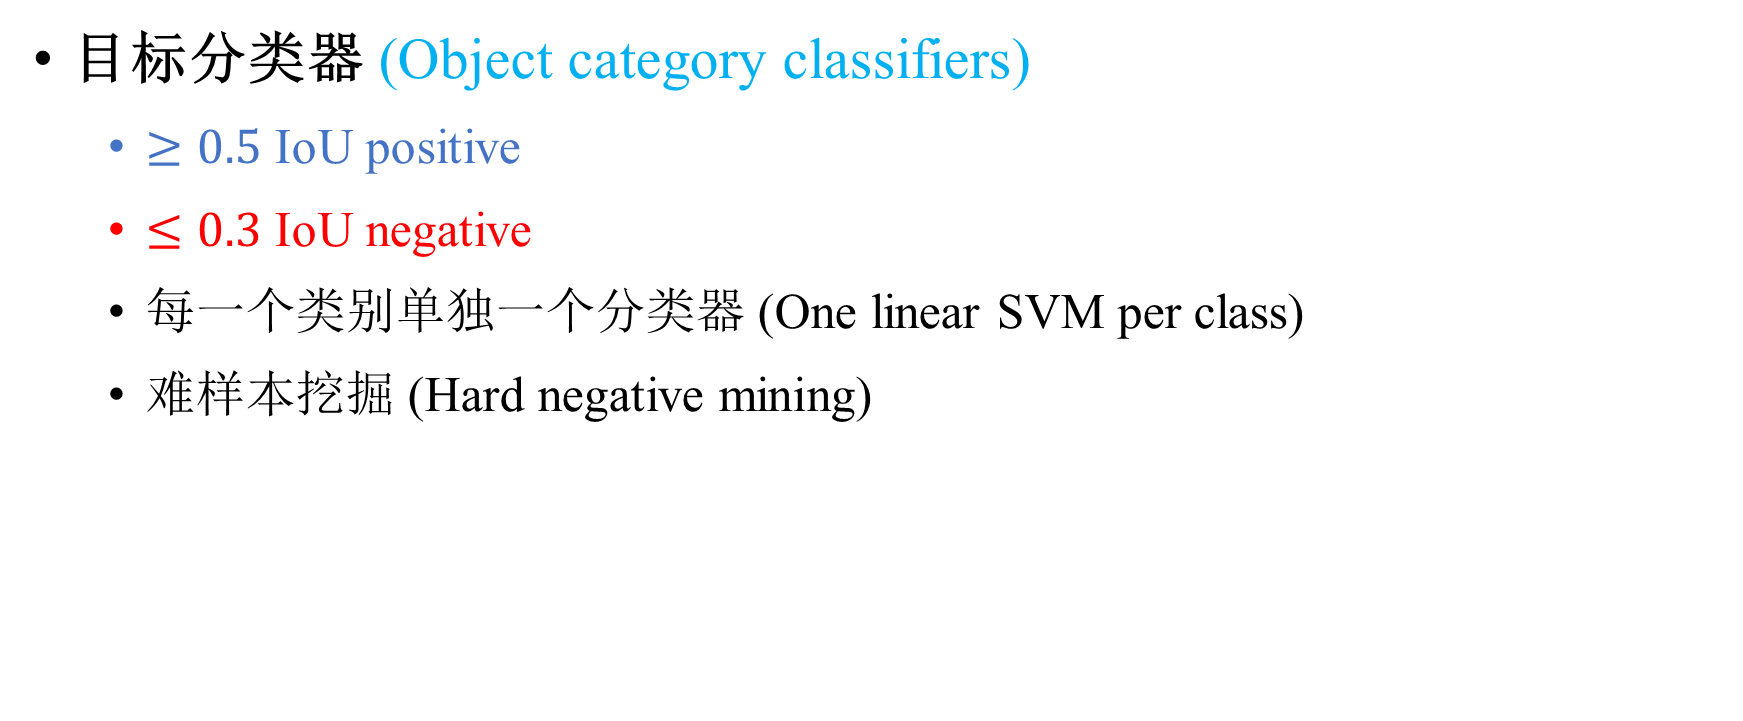 • 目标分类器 (Object category classifiers)
• ≥ 0.5 IoU positive
• ≤ 0.3 IoU negative
• 每一个类别单独一个分类器 (One linear SVM per class)
• 难样本挖掘 (Hard negative mining)